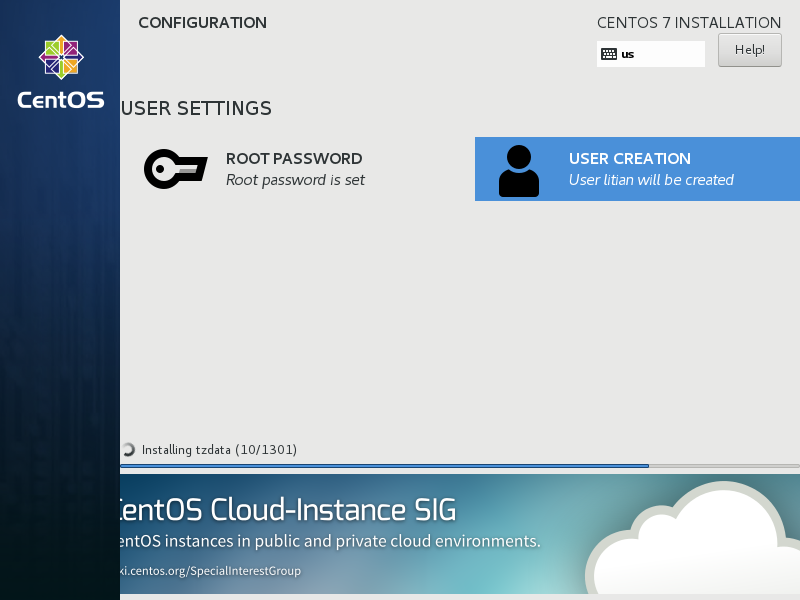 CONFIGURATION
CENTOS 7 INSTALLATION
us
Help!
CentOS
USER SETTINGS
ROOT PASSWORD
Root password is set
USER CREATION
User litian will be created
Installing tzdata (10/1301)
CentOS Cloud-Instance SIG
entOS instances in public and private cloud environments.
ki.centos.org/SpecialInterestGroup